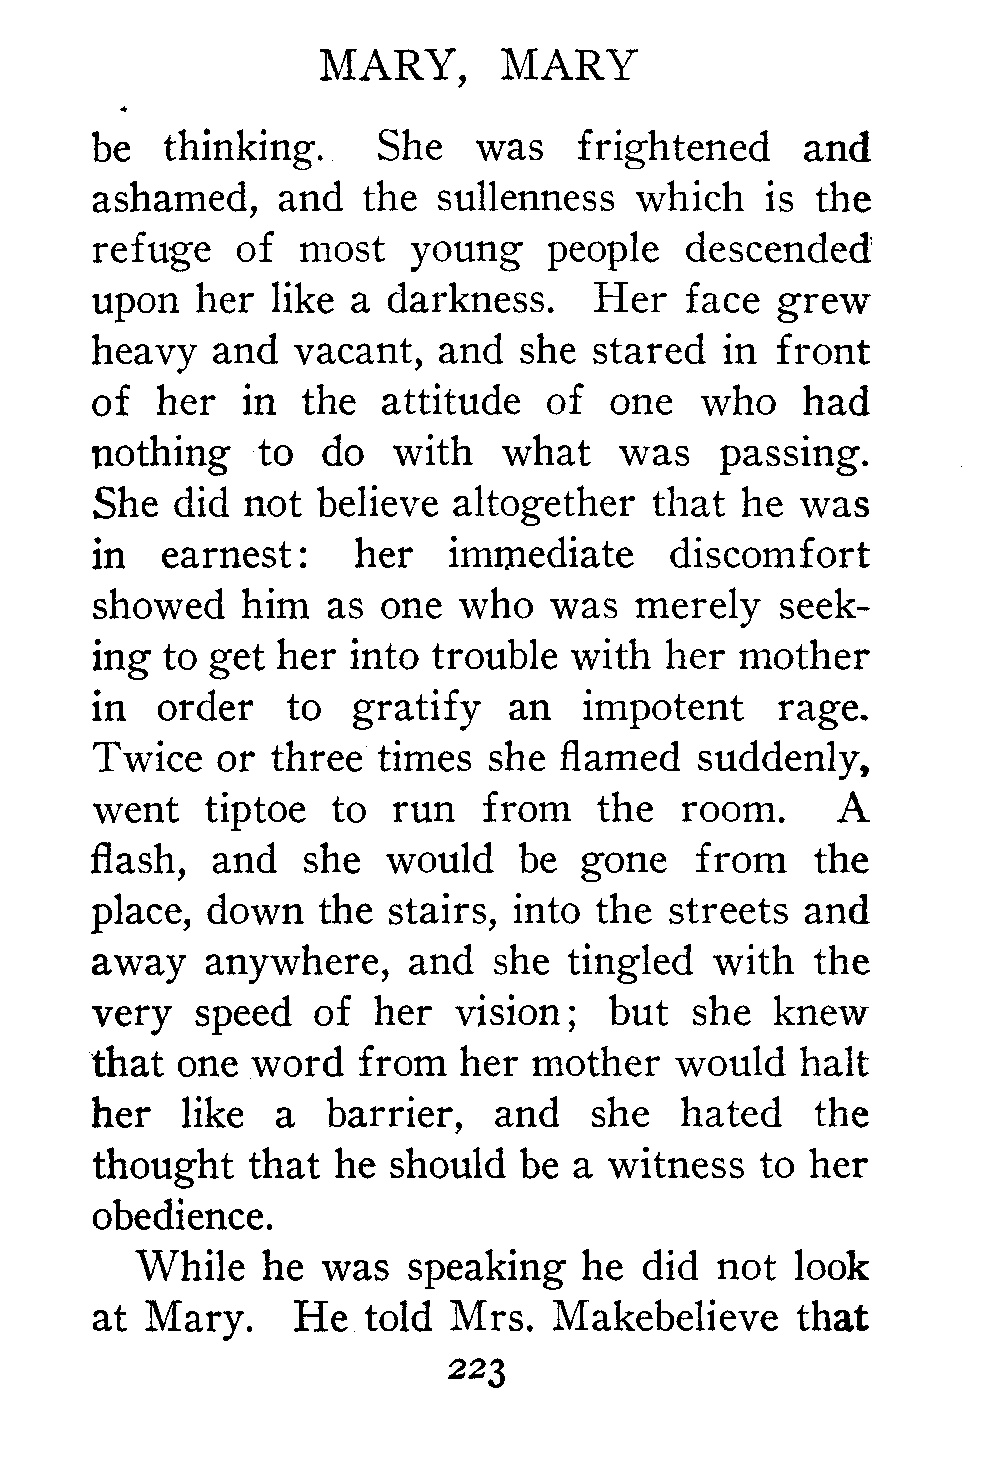 MARY, MARY
be thinking. She was frightened and
ashamed, and the sullenness which is the
refuge of most young people descended
upon her like a darkness. Her face grew
heavy and vacant, and she stared in front
of her in the attitude of one who had
nothing to do with what was passing.
She did not believe altogether that he was
in earnest: her immediate discomfort
showed him as one who was merely seek-
ing to get her into trouble with her mother
in order to gratify an impotent rage.
Twice or three times she flamed suddenly,
went tiptoe to run from the room. A
flash, and she would be gone from the
place, down the stairs, into the streets and
away anywhere, and she tingled with the
very speed of her vision; but she knew
that one word from her mother would halt
her like a barrier, and she hated the
thought that he should be a witness to her
obedience.
While he was speaking he did not look
at Mary. He told Mrs. Makebelieve that
223